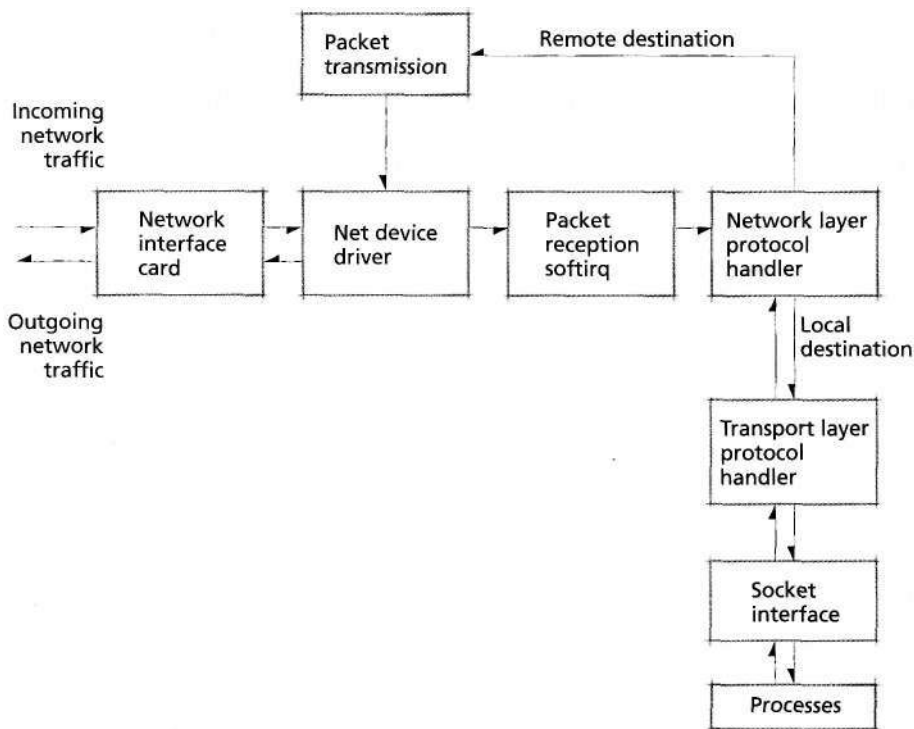 Packet
transmission
Remote destination
Incoming
network
traffic
Network
interface
card
Net device
driver
Packet
reception
softirq
Network layer
protocol
handler
Outgoing
network
traffic
Local
destination
Transport layer
protocol
handler
Socket
interface
Processes